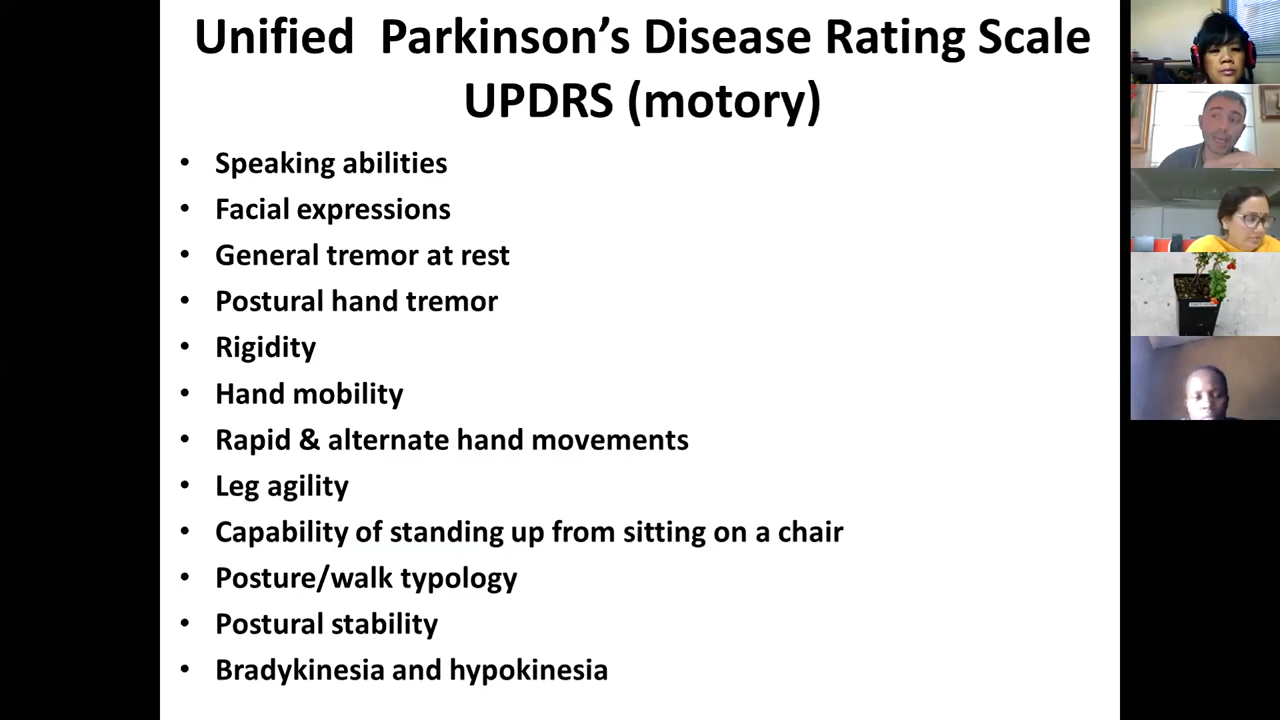 Unified Parkinson's Disease Rating Scale
UPDRS (motory)
• Speaking abilities
• Facial expressions
• General tremor at rest
• Postural hand tremor
• Rigidity
• Hand mobility
• Rapid & alternate hand movements
• Leg agility
• Capability of standing up from sitting on a chair
• Posture/walk typology
• Postural stability
• Bradykinesia and hypokinesia